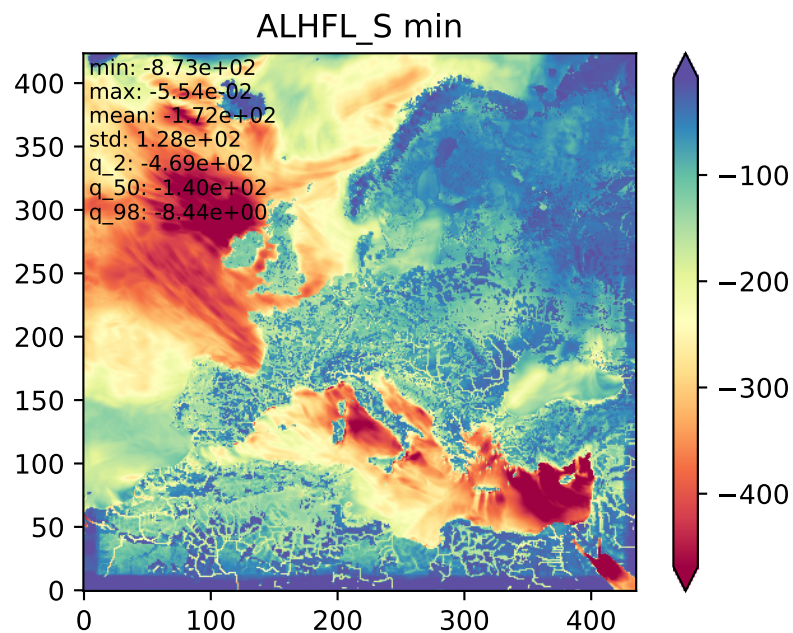 ALHFL_S min
min: -8.73e+02
max: -5.54e-02
mean: -1.72e+02
std: 1.28e+02
q_2: -4.69e+02
q_50: -1.40e+02
q_98: -8.44e+00
400
350
300
250
200
150
100
50
0
0 100 200 300 400
−100
−200
−300
−400